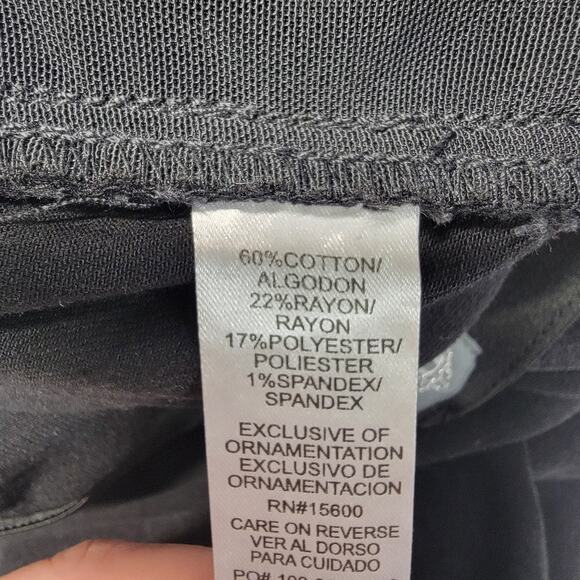 60%COTTON/
ALGODON
22%RAYON/
RAYON
17%POLYESTER/
POLIESTER
1%SPANDEX/
SPANDEX
EXCLUSIVE OF
ORNAMENTATION
EXCLUSIVO DE
ORNAMENTACION
RN#15600
CARE ON REVERSE
VER AL DORSO
PARA CUIDADO
PO#